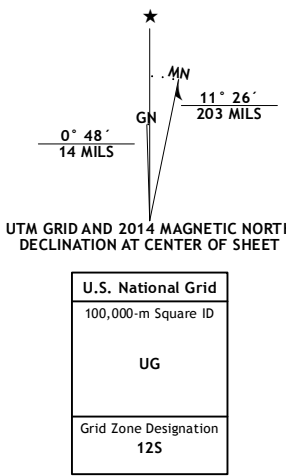 ★
MN
GN
11° 26´
203 MILS
0° 48´
14 MILS
UTM GRID AND 2014 MAGNETIC NORTH
DECLINATION AT CENTER OF SHEET
U.S. National Grid
100,000-m Square ID
UG
Grid Zone Designation
12S